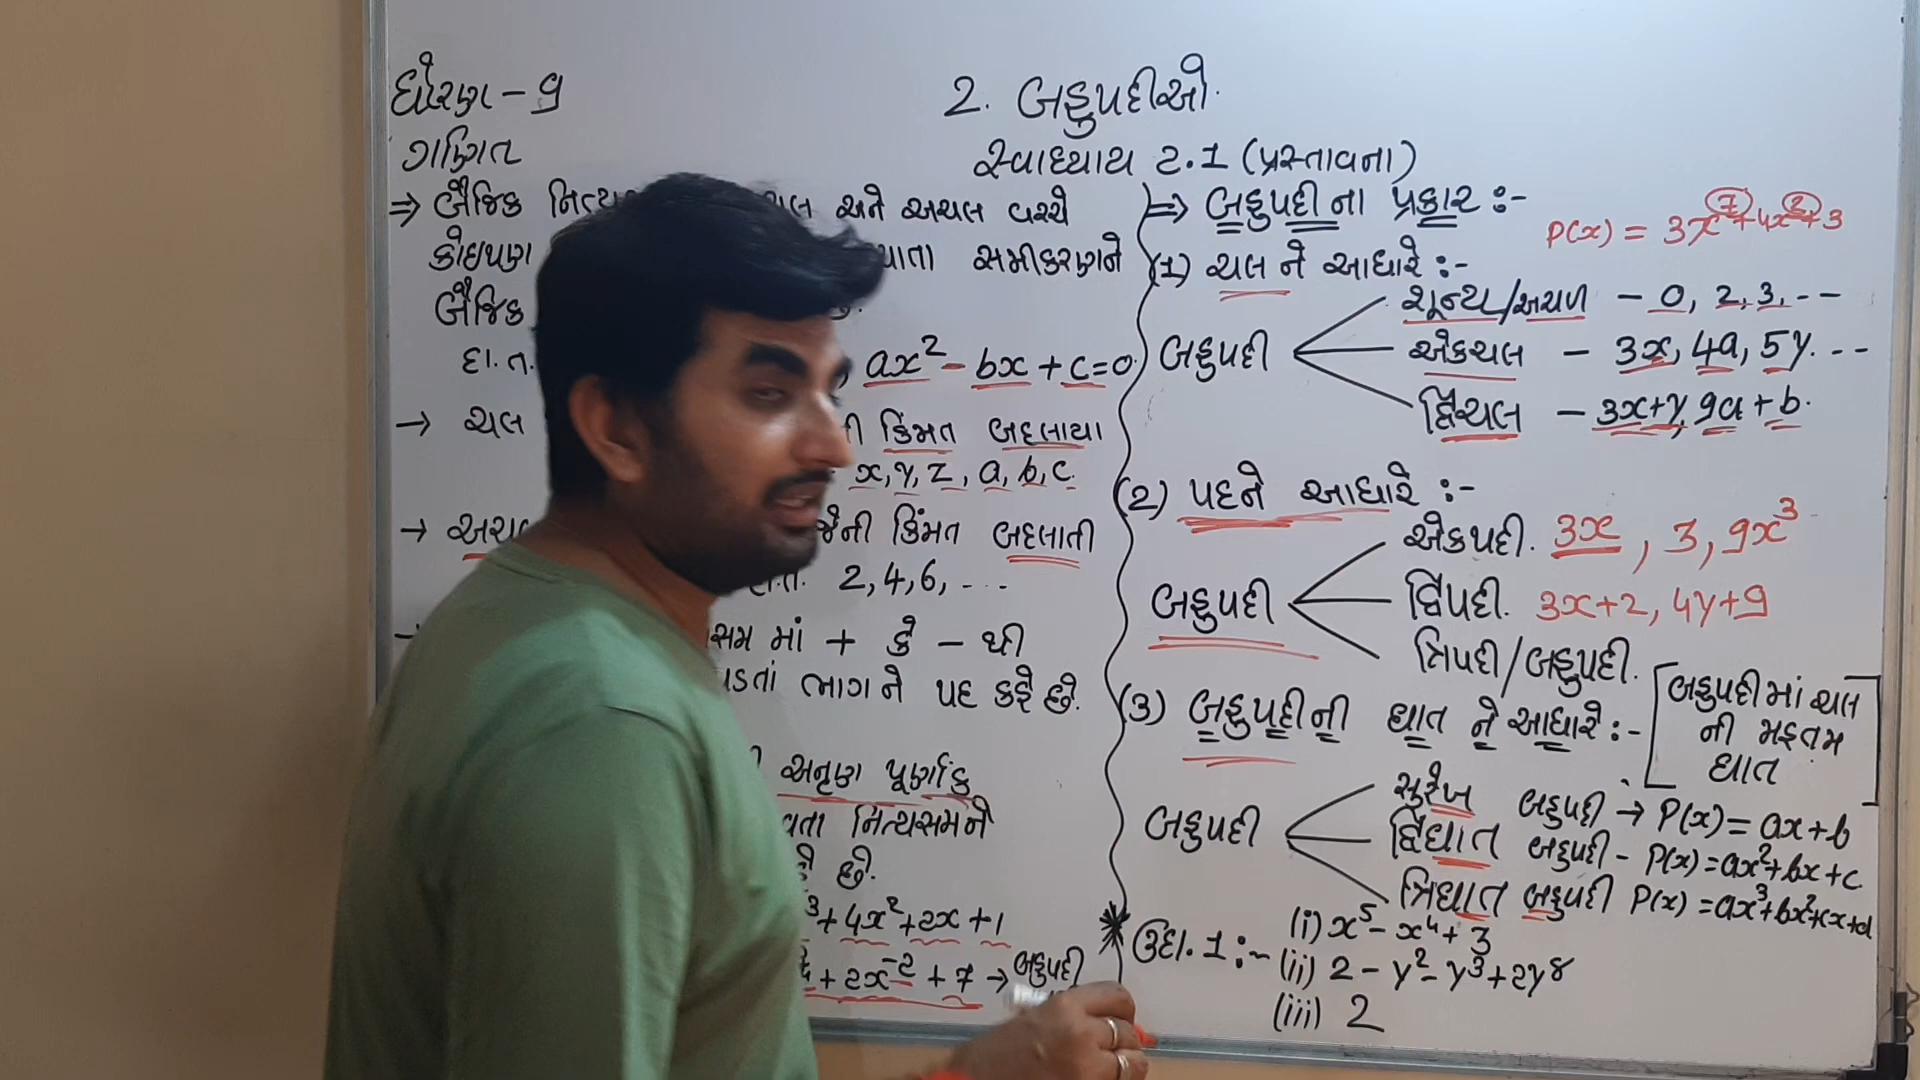 ધોરણ - 9
ગણિત
2. બહુપદીઓ.
સ્વાધ્યાય 2.1 (પ્રસ્તાવના)
⇒ બૈજિક અને અચલ વચ્ચે
કોઇપણ સમીકરણને
બૈજિક
દા.ત. , ax² - bx + c = 0
→ ચલ કિંમત બદલાયા
x, y, z, a, b, c.
→ જેની કિંમત બદલાતી
2, 4, 6, ...
માં + કે - થી
ભાગ ને પદ કહે છે.
અનૃણ પૂર્ણાંક
નિત્યસમને
છે.
+ 4x² + 2x + 1
+ 2x⁻² + 7 → બહુપદી
⇒ બહુપદી ના પ્રકાર :-
P(x) = 3x⁷ + 4x² + 3
(1) ચલ ને આધારે :-
શૂન્ય/અચળ - 0, 2, 3, ---
બહુપદી એકચલ - 3x, 4a, 5y. ---
દ્વિચલ - 3x+y, 9a + b.
(2) પદને આધારે :-
એકપદી. 3x, 3, 9x³
બહુપદી દ્વિપદી. 3x+2, 4y+9
ત્રિપદી/બહુપદી.
(3) બહુપદીની ઘાત ને આધારે :- [બહુપદીમાં ચલ
ની મહતમ
ઘાત]
સુરેખ બહુપદી → P(x) = ax + b
બહુપદી દ્વિઘાત બહુપદી - P(x) = ax² + bx + c
ત્રિઘાત બહુપદી P(x) = ax³ + bx² + cx + d
ઉદા. 1 :- (i) x⁵ - x⁴ + 3
(ii) 2 - y² - y³ + 2y⁸
(iii) 2